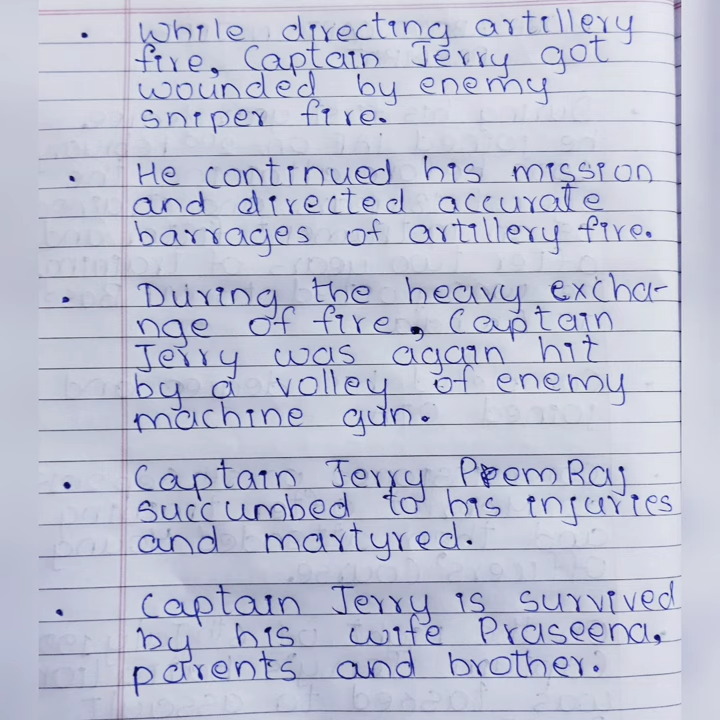 • While directing artillery
fire, Captain Jerry got
wounded by enemy
sniper fire.
• He continued his mission
and directed accurate
barrages of artillery fire.
• During the heavy excha-
nge of fire, Captain
Jerry was again hit
by a volley of enemy
machine gun.
• Captain Jerry Prem Raj
succumbed to his injuries
and martyred.
• Captain Jerry is survived
by his wife Praseena,
parents and brother.